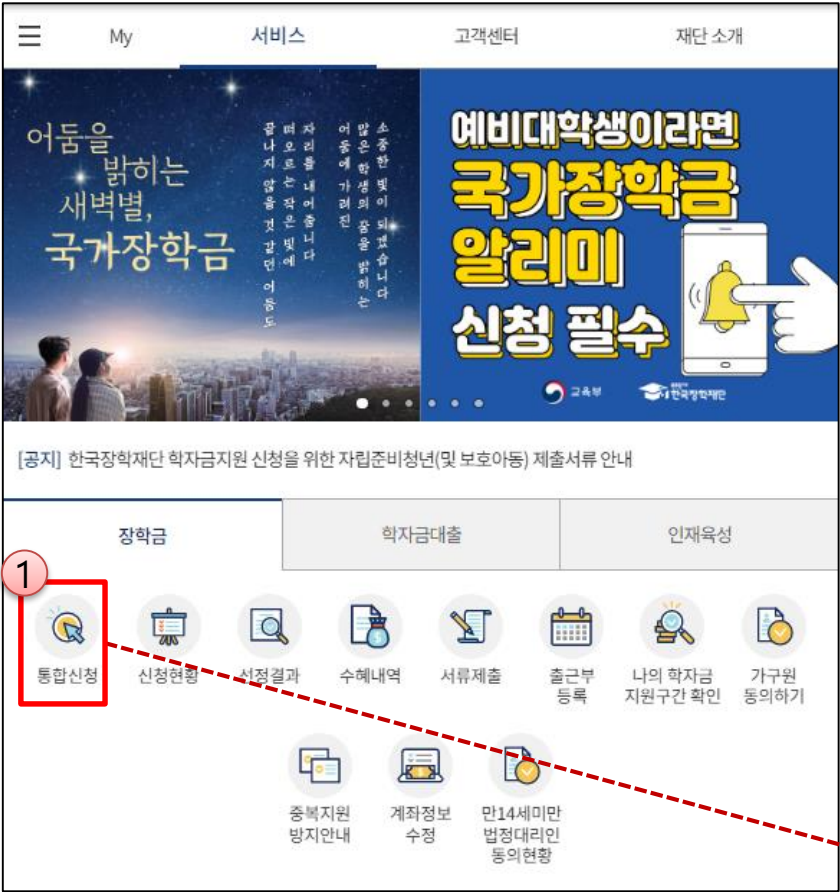 My
서비스
고객센터
재단 소개
어둠을
밝히는
새벽별,
국가장학금
소중한 빛이 되겠습니다
많은 학생의 꿈을 밝히는
어둠에 가려진
자리를 내어줍니다
떠오르는 작은 빛에
끝나지 않을 것 같던 어둠도
예비대학생이라면
국가장학금
알리미
신청 필수
교육부
한국장학재단
[공지] 한국장학재단 학자금지원 신청을 위한 자립준비청년(및 보호아동) 제출서류 안내
장학금
학자금대출
인재육성
1
통합신청
신청현황
선정결과
수혜내역
서류제출
출근부
등록
나의 학자금
지원구간 확인
가구원
동의하기
중복지원
방지안내
계좌정보
수정
만14세미만
법정대리인
동의현황